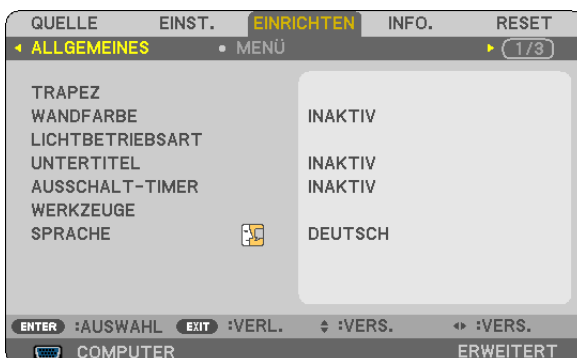 QUELLE EINST. EINRICHTEN INFO. RESET
ALLGEMEINES • MENÜ (1/3)
TRAPEZ
WANDFARBE INAKTIV
LICHTBETRIEBSART
UNTERTITEL INAKTIV
AUSSCHALT-TIMER INAKTIV
WERKZEUGE
SPRACHE DEUTSCH
ENTER :AUSWAHL EXIT :VERL. :VERS. :VERS.
COMPUTER ERWEITERT